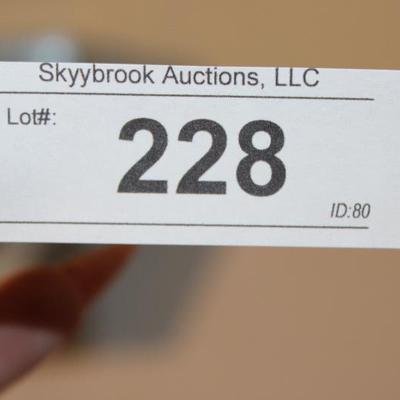 Skyybrook Auctions, LLC
Lot#:
228
ID:80